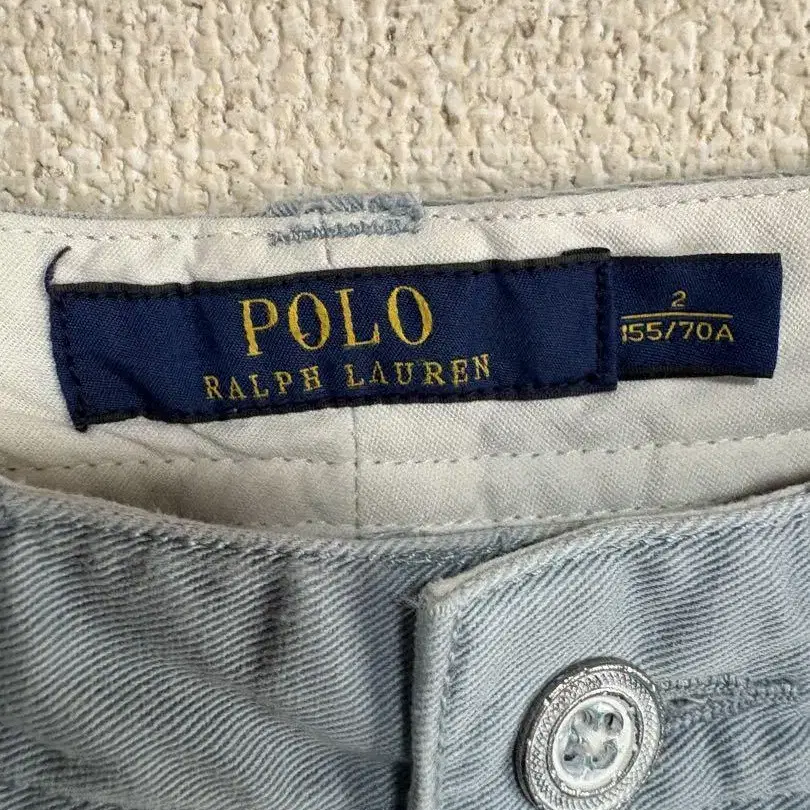 POLO
RALPH LAUREN
2
155/70A